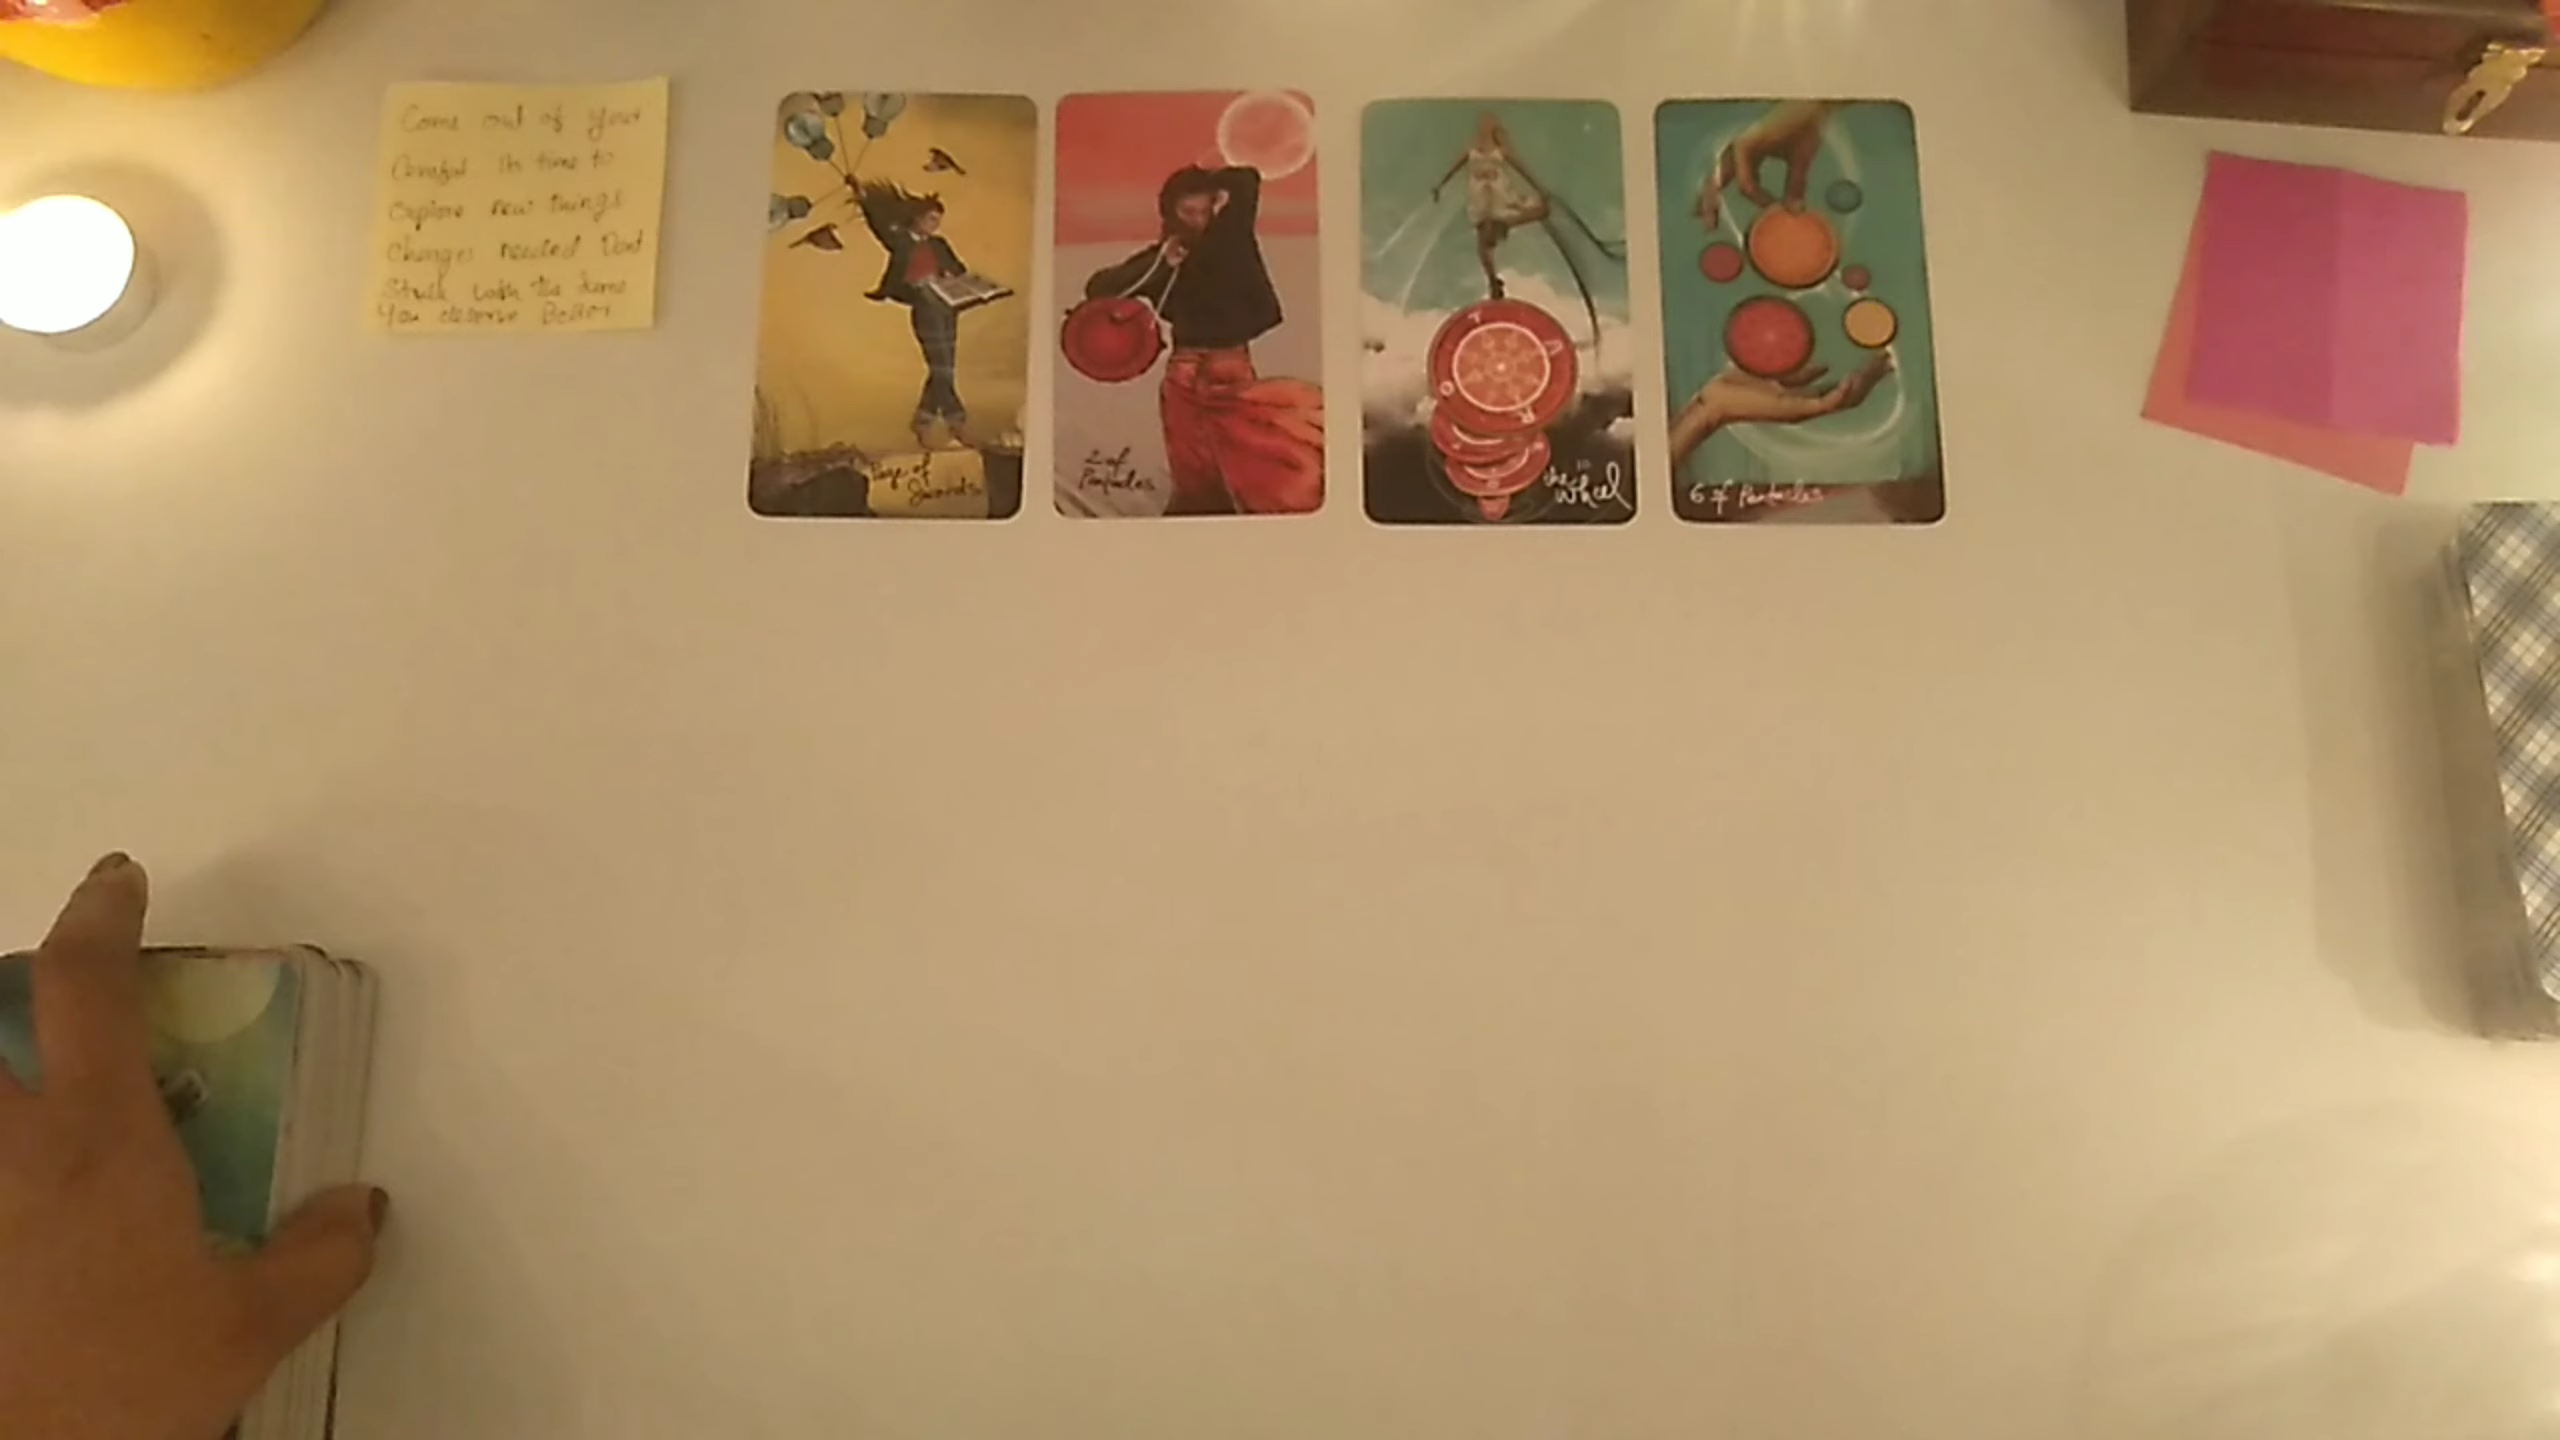 Come out of your
Comfort Its time to
Explore new things
Changes needed Dont
Stuck with the same
You deserve Better
Page of
Swords
2 of
Pentacles
T
A
R
O
10
the
Wheel
6 of Pentacles